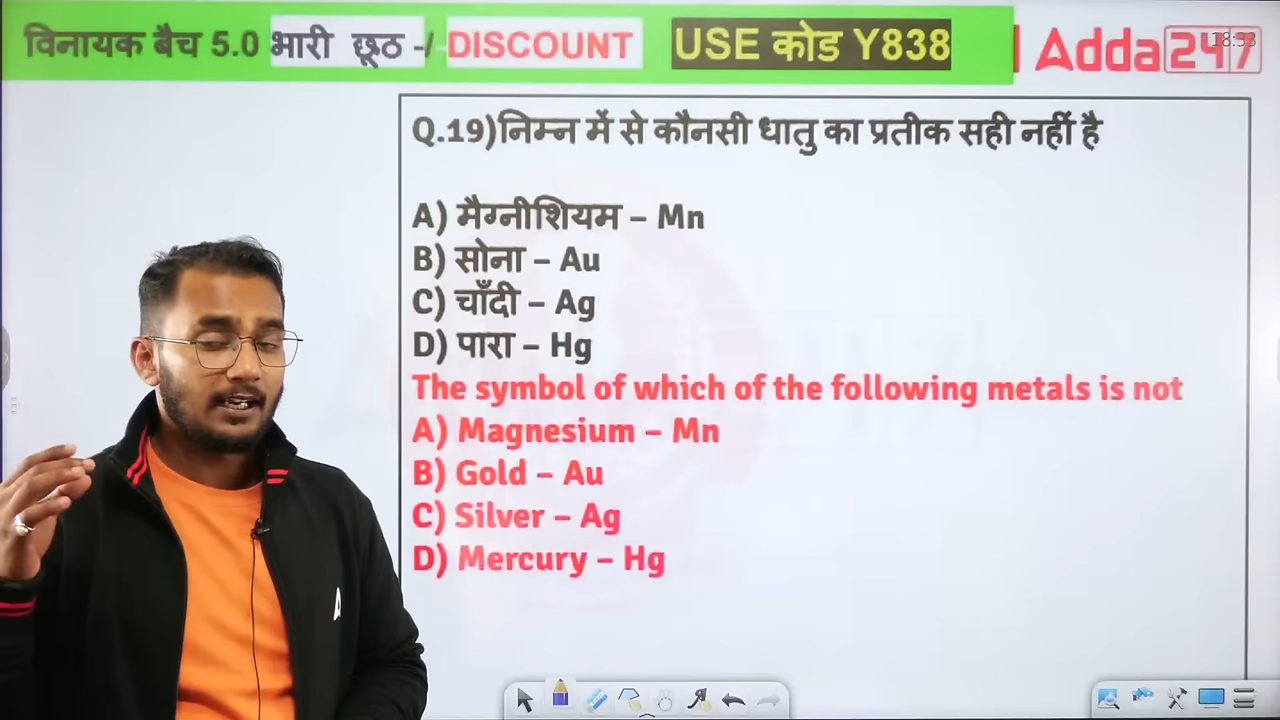 विनायक बैच 5.0 भारी छूठ -/ DISCOUNT USE कोड Y838
Adda247
18:53
Q.19)निम्न में से कौनसी धातु का प्रतीक सही नहीं है
A) मैग्नीशियम – Mn
B) सोना – Au
C) चाँदी – Ag
D) पारा – Hg
The symbol of which of the following metals is not
A) Magnesium – Mn
B) Gold – Au
C) Silver – Ag
D) Mercury – Hg